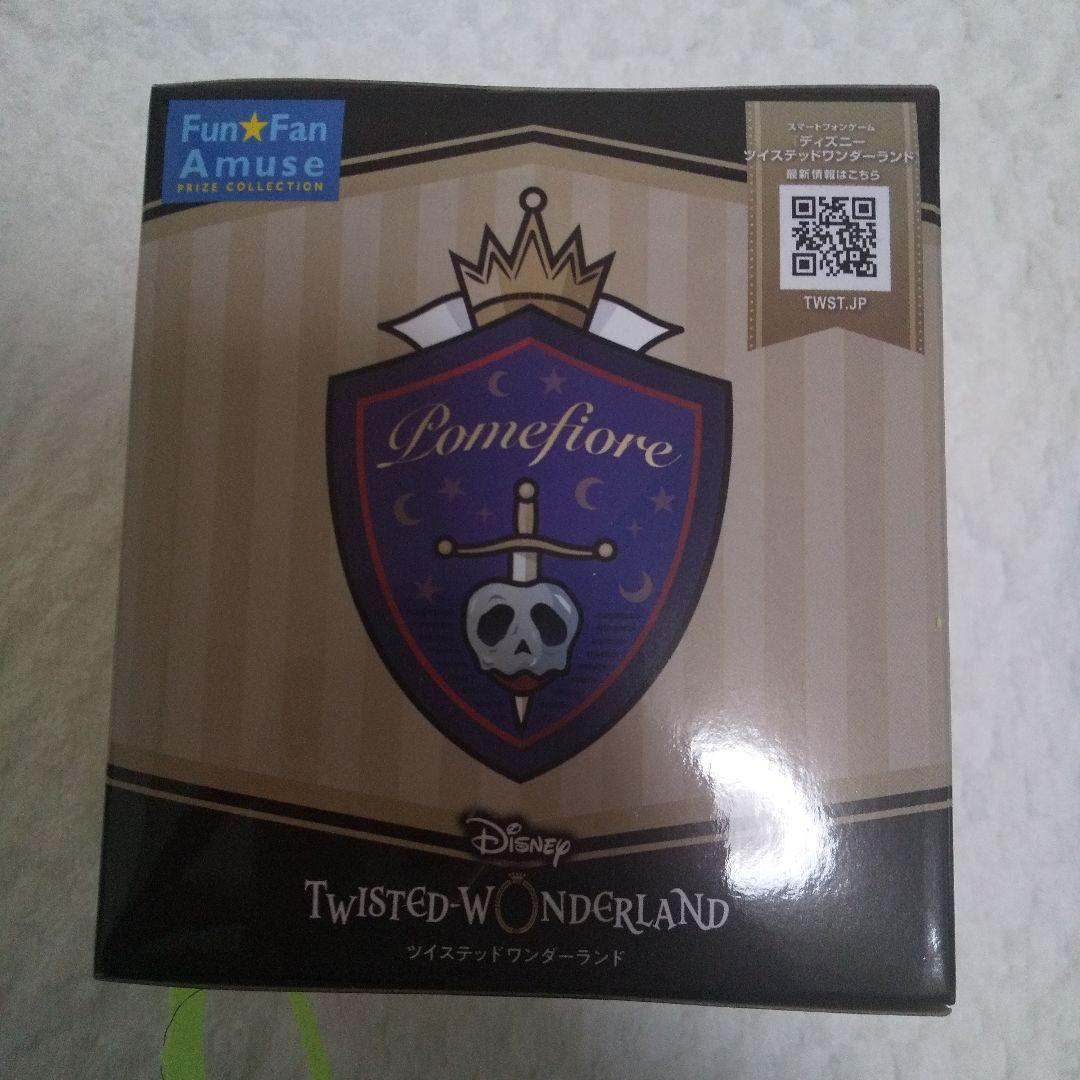 Fun★Fan
Amuse
PRIZE COLLECTION
スマートフォンゲーム
ディズニー
ツイステッドワンダーランド
最新情報はこちら
TWST.JP
Pomefiore
Disney
TWISTED-WONDERLAND
ツイステッドワンダーランド